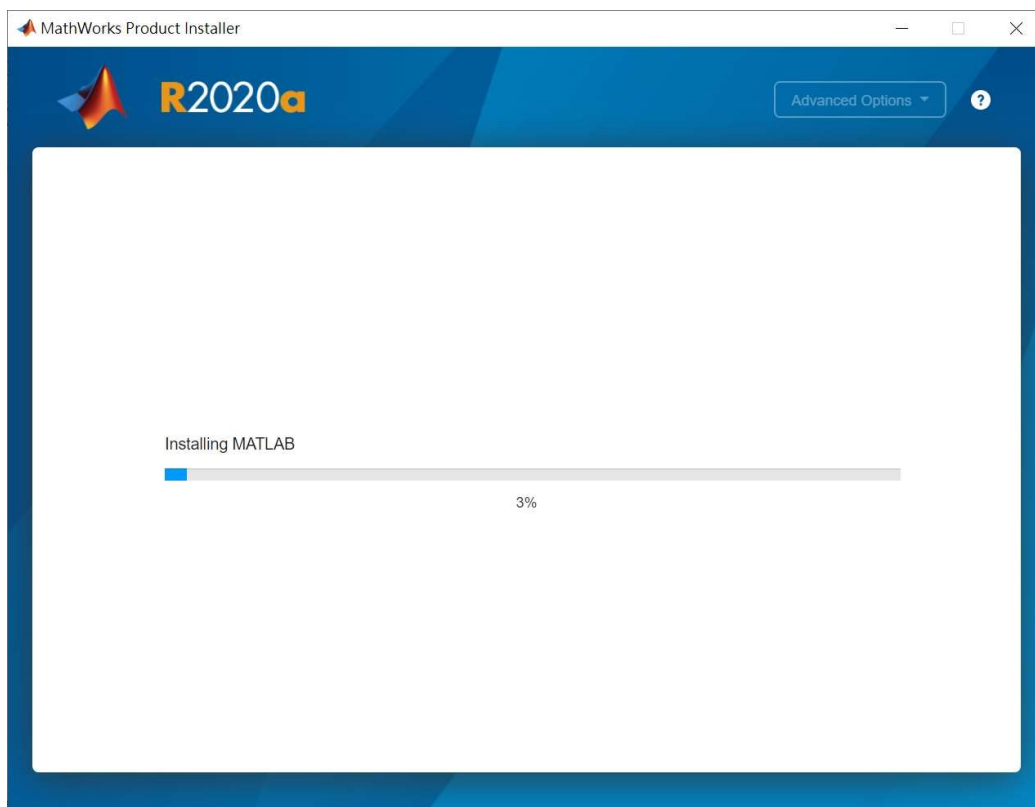 MathWorks Product Installer
R2020a
Advanced Options
?
Installing MATLAB
3%